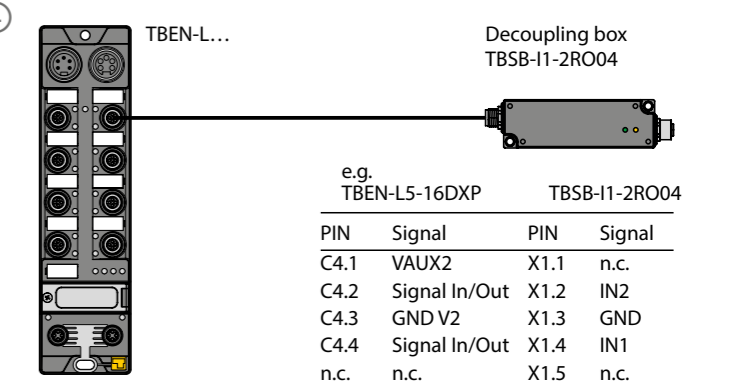 TBEN-L…
Decoupling box
TBSB-I1-2RO04
e.g.
TBEN-L5-16DXP TBSB-I1-2RO04
PIN Signal PIN Signal
C4.1 VAUX2 X1.1 n.c.
C4.2 Signal In/Out X1.2 IN2
C4.3 GND V2 X1.3 GND
C4.4 Signal In/Out X1.4 IN1
n.c. n.c. X1.5 n.c.